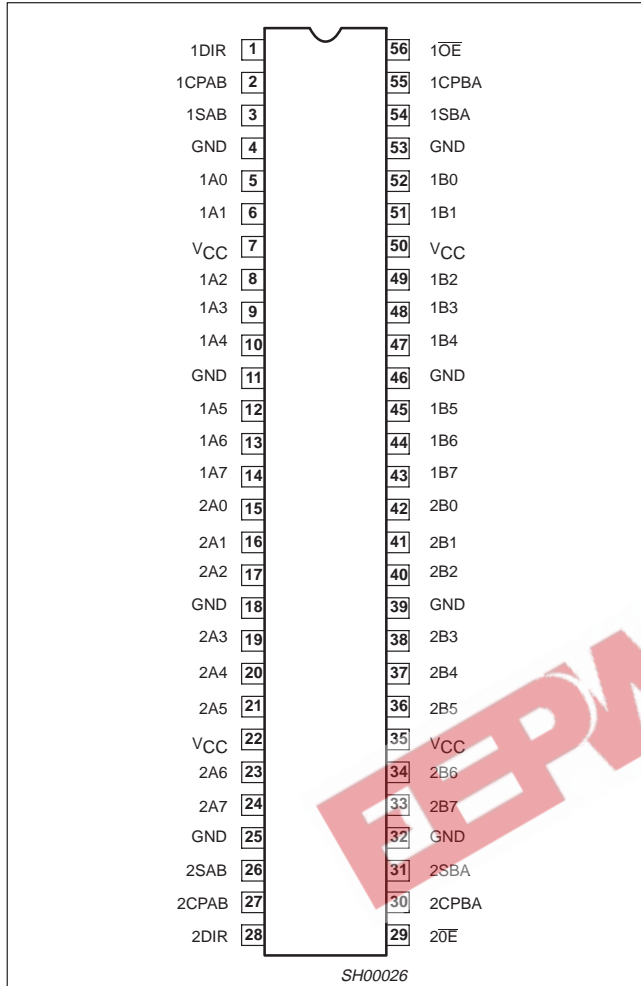 1DIR 1 56 1O̅E̅
1CPAB 2 55 1CPBA
1SAB 3 54 1SBA
GND 4 53 GND
1A0 5 52 1B0
1A1 6 51 1B1
VCC 7 50 VCC
1A2 8 49 1B2
1A3 9 48 1B3
1A4 10 47 1B4
GND 11 46 GND
1A5 12 45 1B5
1A6 13 44 1B6
1A7 14 43 1B7
2A0 15 42 2B0
2A1 16 41 2B1
2A2 17 40 2B2
GND 18 39 GND
2A3 19 38 2B3
2A4 20 37 2B4
2A5 21 36 2B5
VCC 22 35 VCC
2A6 23 34 2B6
2A7 24 33 2B7
GND 25 32 GND
2SAB 26 31 2SBA
2CPAB 27 30 2CPBA
2DIR 28 29 20̅E̅
SH00026
EEPW